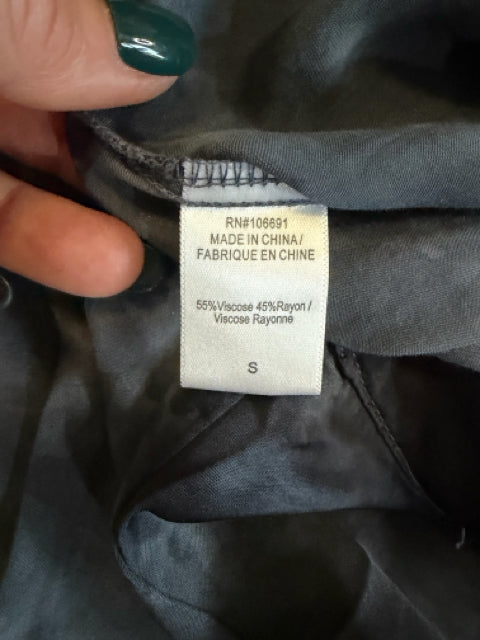 RN#106691
MADE IN CHINA/
FABRIQUE EN CHINE
55%Viscose 45%Rayon/
Viscose Rayonne
S